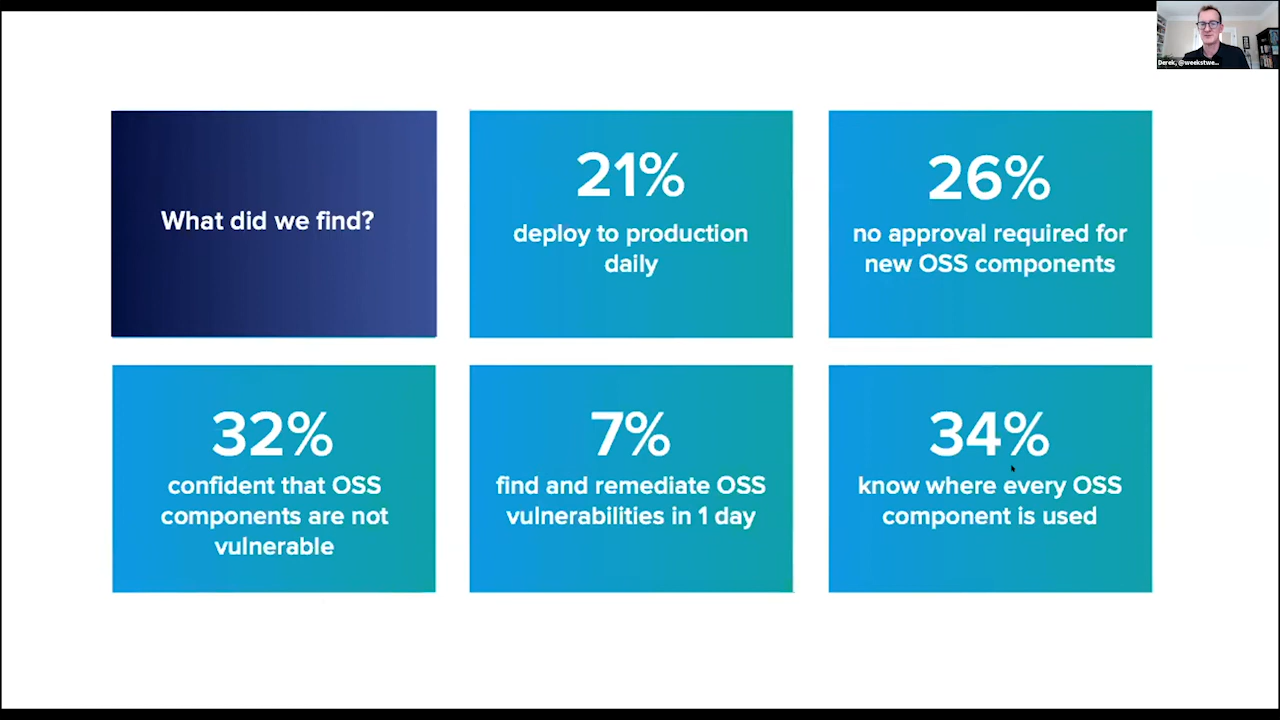 Derek, @weekstwe...
What did we find?
21%
deploy to production
daily
26%
no approval required for
new OSS components
32%
confident that OSS
components are not
vulnerable
7%
find and remediate OSS
vulnerabilities in 1 day
34%
know where every OSS
component is used